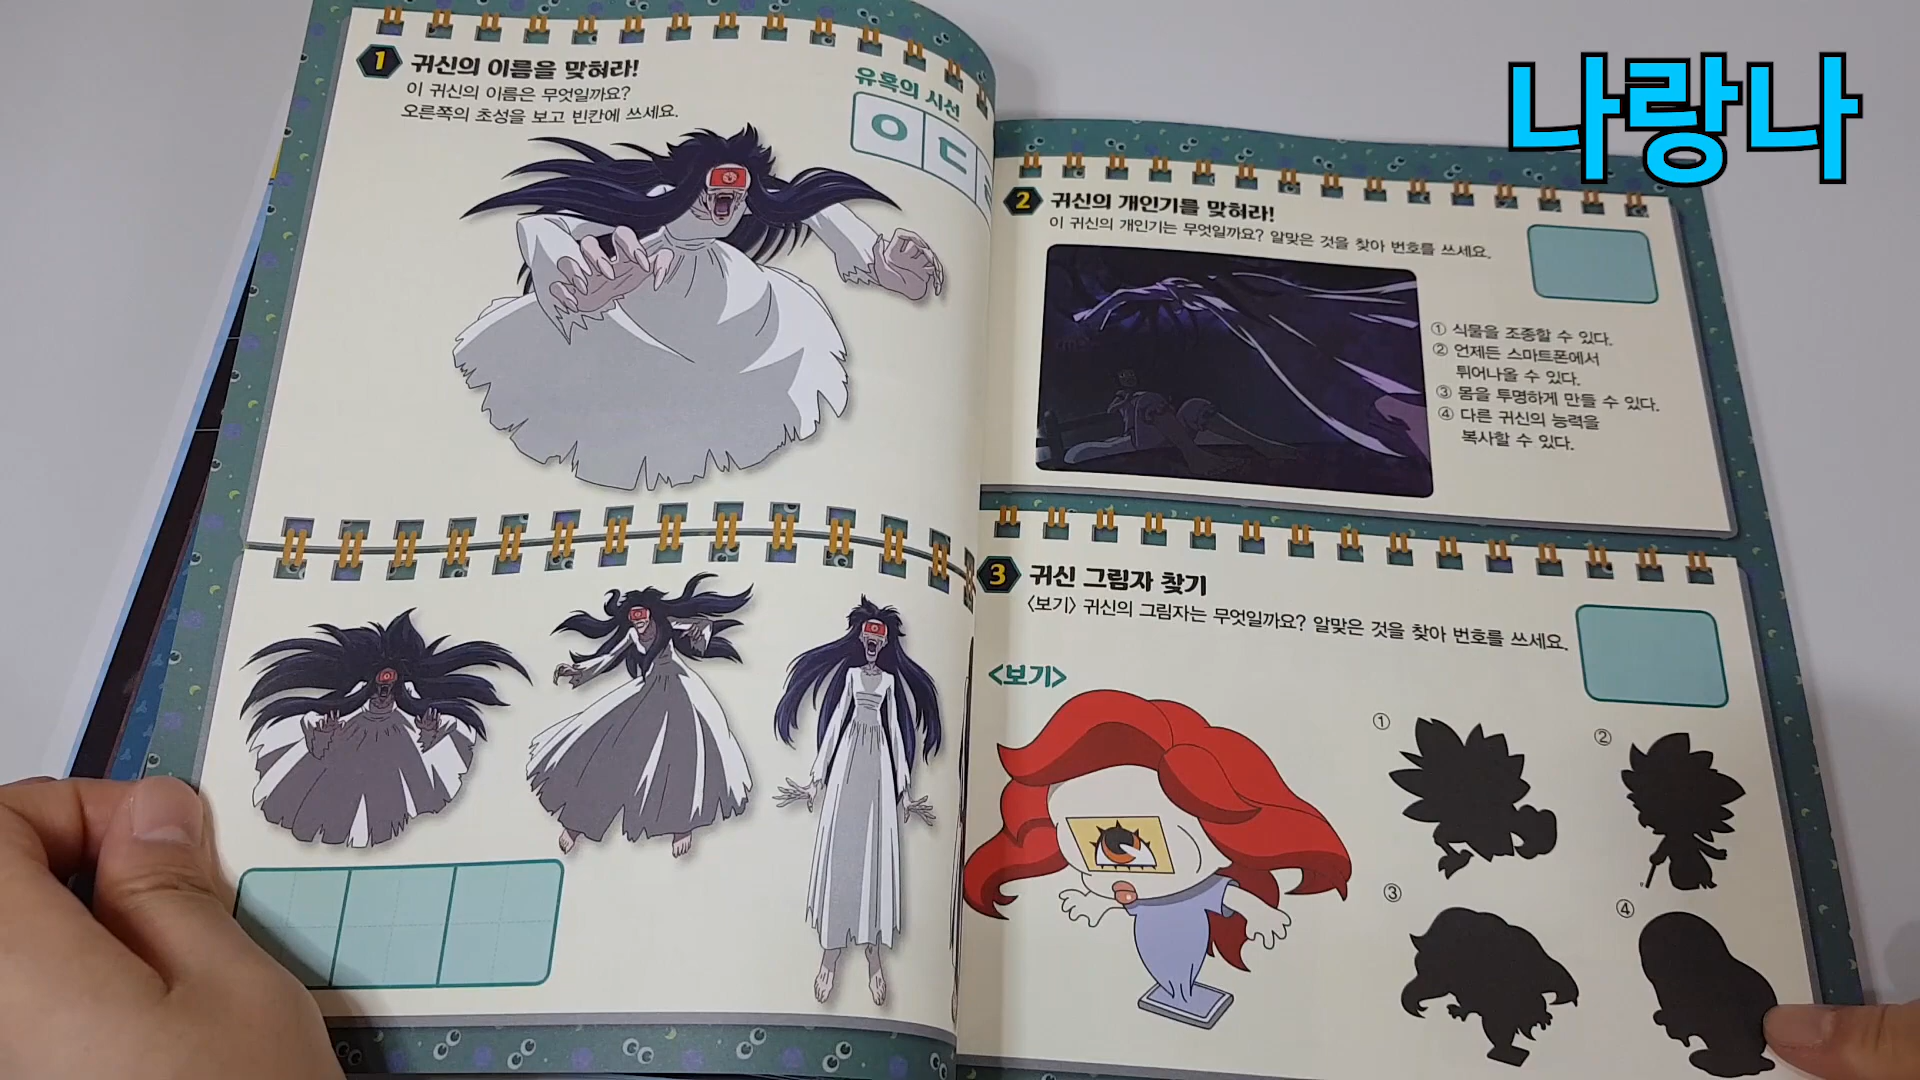 나랑나
1 귀신의 이름을 맞혀라!
이 귀신의 이름은 무엇일까요?
오른쪽의 초성을 보고 빈칸에 쓰세요.
유혹의 시선
ㅇ ㄷ
2 귀신의 개인기를 맞혀라!
이 귀신의 개인기는 무엇일까요? 알맞은 것을 찾아 번호를 쓰세요.
① 식물을 조종할 수 있다.
② 언제든 스마트폰에서
튀어나올 수 있다.
③ 몸을 투명하게 만들 수 있다.
④ 다른 귀신의 능력을
복사할 수 있다.
3 귀신 그림자 찾기
<보기> 귀신의 그림자는 무엇일까요? 알맞은 것을 찾아 번호를 쓰세요.
<보기>
①
②
③
④